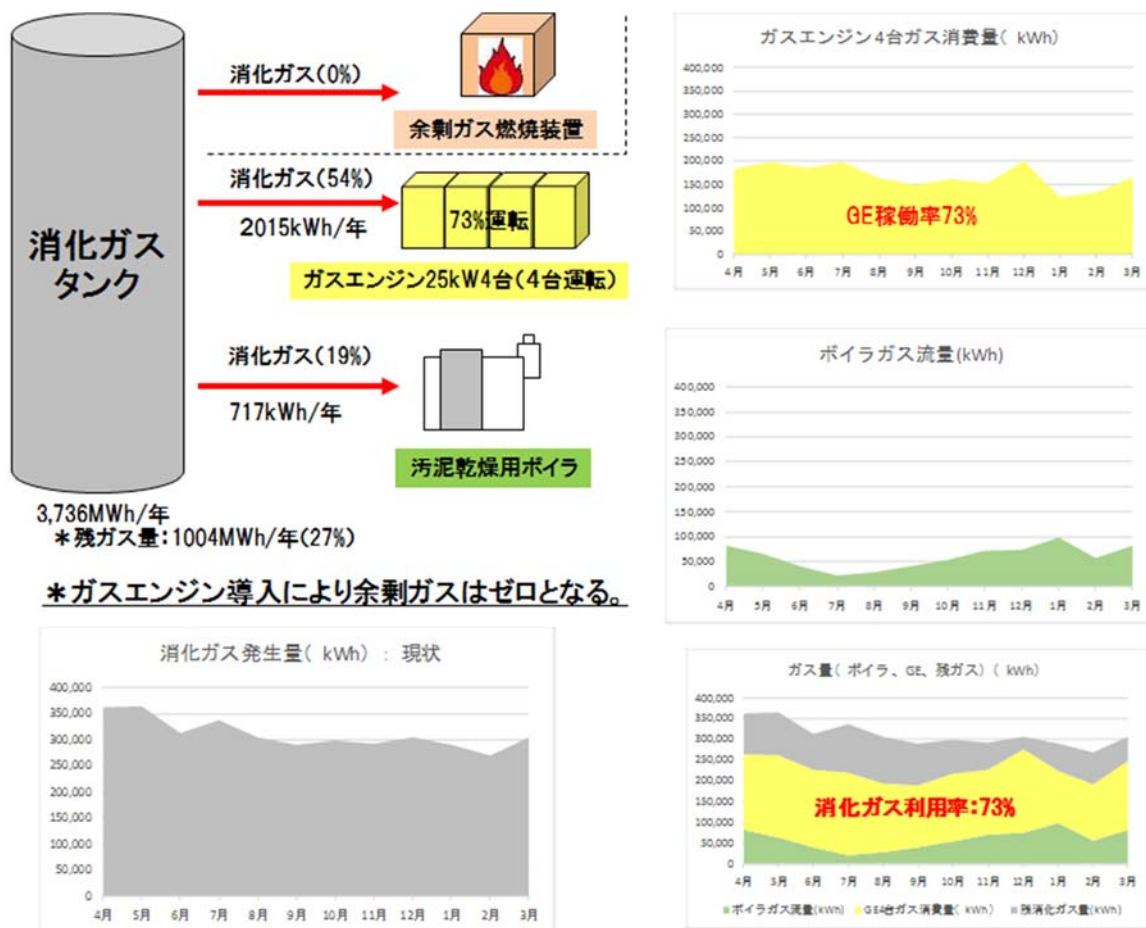 消化ガス(0%)
余剰ガス燃焼装置
消化ガス(54%)
2015kWh/年
73%運転
ガスエンジン25kW4台(4台運転)
消化ガス
タンク
消化ガス(19%)
717kWh/年
汚泥乾燥用ボイラ
3,736MWh/年
*残ガス量:1004MWh/年(27%)
*ガスエンジン導入により余剰ガスはゼロとなる。
消化ガス発生量( kWh) : 現状
400,000
350,000
300,000
250,000
200,000
150,000
100,000
50,000
0
4月 5月 6月 7月 8月 9月 10月 11月 12月 1月 2月 3月
ガスエンジン4台ガス消費量( kWh)
400,000
350,000
300,000
250,000
200,000
150,000
100,000
50,000
0
GE稼働率73%
4月 5月 6月 7月 8月 9月 10月 11月 12月 1月 2月 3月
ボイラガス流量(kWh)
400,000
350,000
300,000
250,000
200,000
150,000
100,000
50,000
0
4月 5月 6月 7月 8月 9月 10月 11月 12月 1月 2月 3月
ガス量( ボイラ、GE、残ガス) ( kWh)
400,000
350,000
300,000
250,000
200,000
150,000
100,000
50,000
0
消化ガス利用率:73%
4月 5月 6月 7月 8月 9月 10月 11月 12月 1月 2月 3月
ボイラガス流量(kWh) GE4台ガス消費量( kWh) 残消化ガス量(kWh)